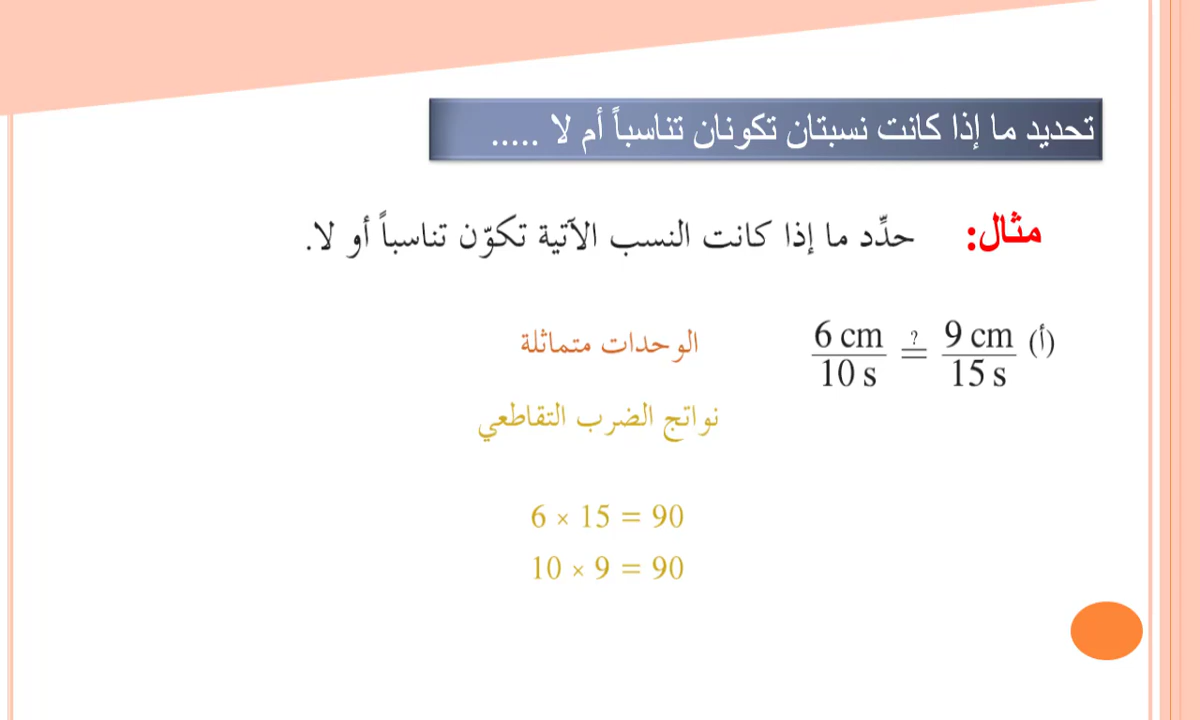 تحديد ما إذا كانت نسبتان تكونان تناسباً أم لا .....
مثال: حدِّد ما إذا كانت النسب الآتية تكوّن تناسباً أو لا.
(أ) 6 cm / 10 s =? 9 cm / 15 s الوحدات متماثلة
نواتج الضرب التقاطعي
6 × 15 = 90
10 × 9 = 90